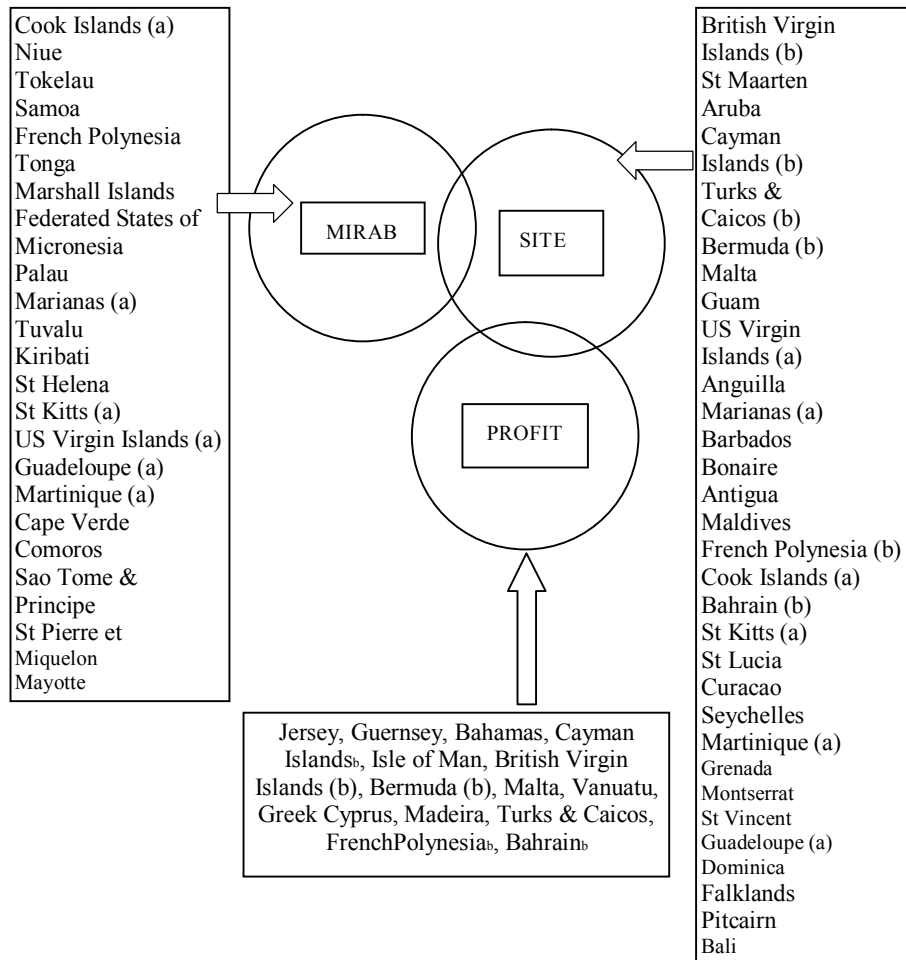 Cook Islands (a)
Niue
Tokelau
Samoa
French Polynesia
Tonga
Marshall Islands
Federated States of
Micronesia
Palau
Marianas (a)
Tuvalu
Kiribati
St Helena
St Kitts (a)
US Virgin Islands (a)
Guadeloupe (a)
Martinique (a)
Cape Verde
Comoros
Sao Tome &
Principe
St Pierre et
Miquelon
Mayotte
MIRAB
SITE
PROFIT
Jersey, Guernsey, Bahamas, Cayman
Islandsb, Isle of Man, British Virgin
Islands (b), Bermuda (b), Malta, Vanuatu,
Greek Cyprus, Madeira, Turks & Caicos,
FrenchPolynesiab, Bahrainb
British Virgin
Islands (b)
St Maarten
Aruba
Cayman
Islands (b)
Turks &
Caicos (b)
Bermuda (b)
Malta
Guam
US Virgin
Islands (a)
Anguilla
Marianas (a)
Barbados
Bonaire
Antigua
Maldives
French Polynesia (b)
Cook Islands (a)
Bahrain (b)
St Kitts (a)
St Lucia
Curacao
Seychelles
Martinique (a)
Grenada
Montserrat
St Vincent
Guadeloupe (a)
Dominica
Falklands
Pitcairn
Bali